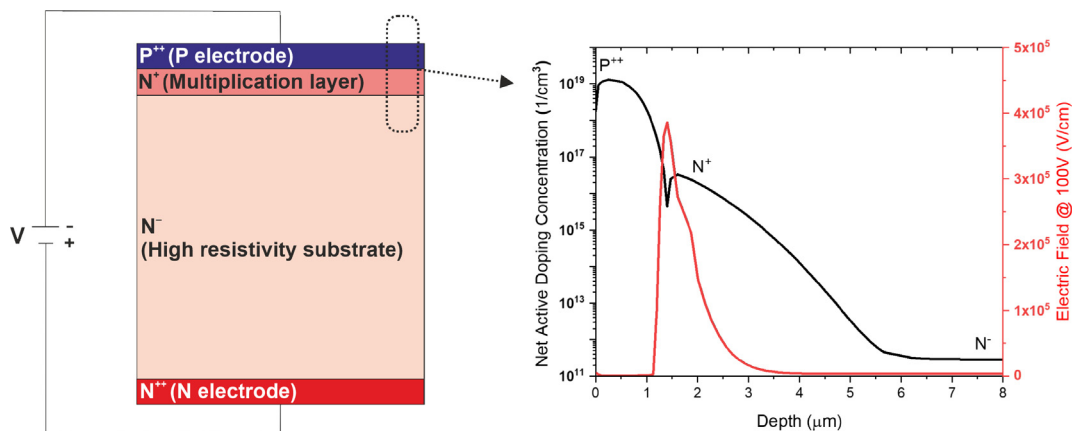 P⁺⁺ (P electrode)
N⁺ (Multiplication layer)
N⁻
(High resistivity substrate)
N⁺⁺ (N electrode)
V
-
+
Net Active Doping Concentration (1/cm³)
10¹⁹
10¹⁷
10¹⁵
10¹³
10¹¹
P⁺⁺
N⁺
N⁻
0
1
2
3
4
5
6
7
8
Depth (μm)
5x10⁵
4x10⁵
3x10⁵
2x10⁵
1x10⁵
0
Electric Field @ 100V (V/cm)